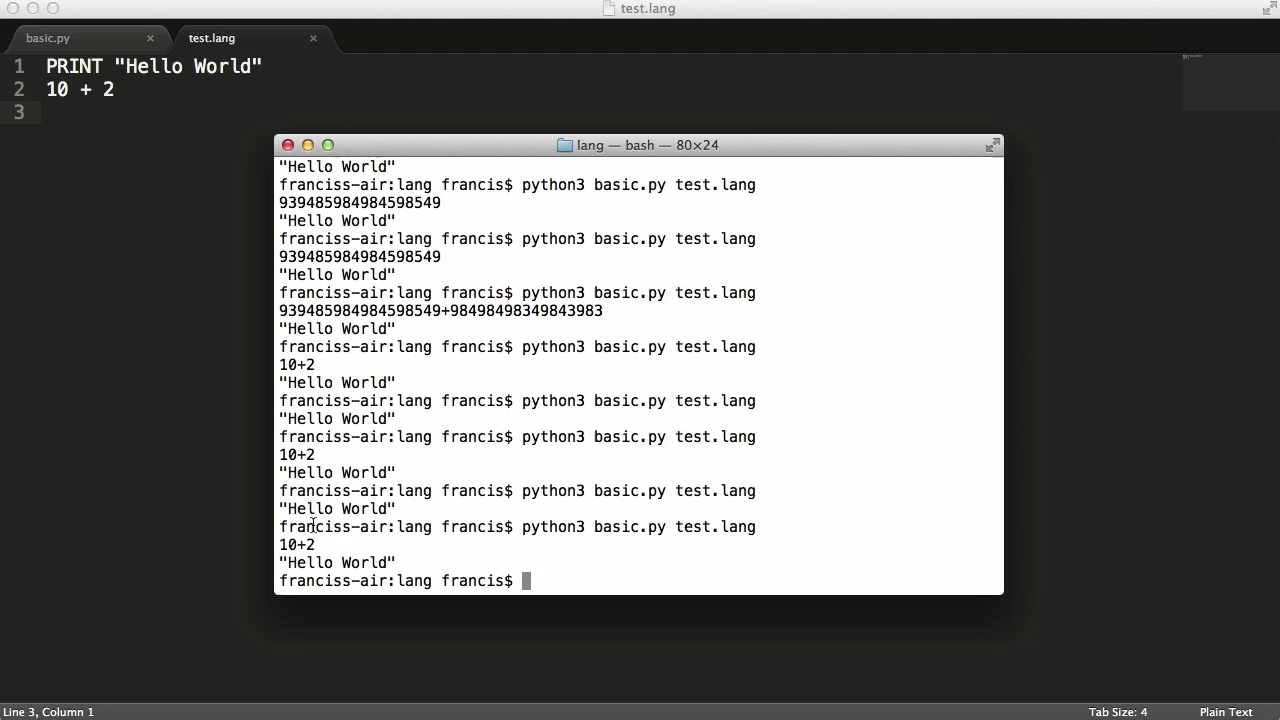 test.lang
basic.py × test.lang ×
1 PRINT "Hello World"
2 10 + 2
3
lang — bash — 80×24
"Hello World"
franciss-air:lang francis$ python3 basic.py test.lang
939485984984598549
"Hello World"
franciss-air:lang francis$ python3 basic.py test.lang
939485984984598549
"Hello World"
franciss-air:lang francis$ python3 basic.py test.lang
939485984984598549+98498498349843983
"Hello World"
franciss-air:lang francis$ python3 basic.py test.lang
10+2
"Hello World"
franciss-air:lang francis$ python3 basic.py test.lang
"Hello World"
franciss-air:lang francis$ python3 basic.py test.lang
10+2
"Hello World"
franciss-air:lang francis$ python3 basic.py test.lang
"Hello World"
franciss-air:lang francis$ python3 basic.py test.lang
10+2
"Hello World"
franciss-air:lang francis$
Line 3, Column 1 Tab Size: 4 Plain Text